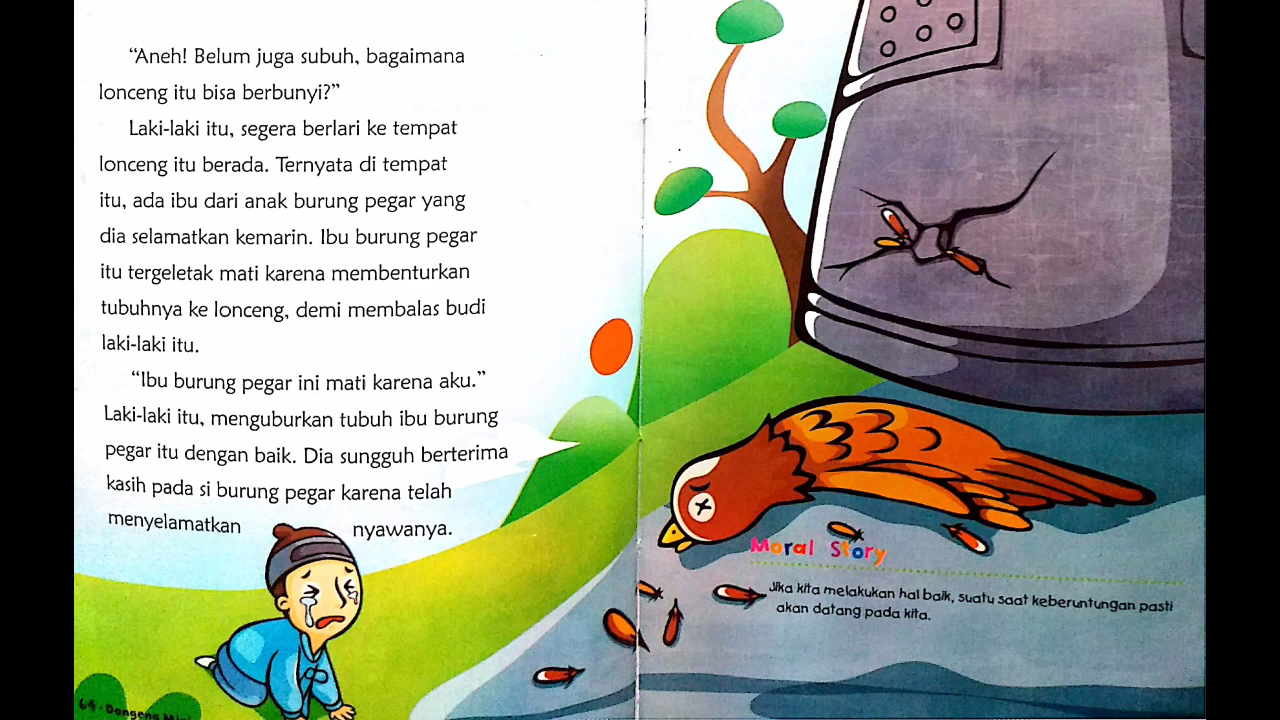 “Aneh! Belum juga subuh, bagaimana
lonceng itu bisa berbunyi?”
Laki-laki itu, segera berlari ke tempat
lonceng itu berada. Ternyata di tempat
itu, ada ibu dari anak burung pegar yang
dia selamatkan kemarin. Ibu burung pegar
itu tergeletak mati karena membenturkan
tubuhnya ke lonceng, demi membalas budi
laki-laki itu.
“Ibu burung pegar ini mati karena aku.”
Laki-laki itu, menguburkan tubuh ibu burung
pegar itu dengan baik. Dia sungguh berterima
kasih pada si burung pegar karena telah
menyelamatkan nyawanya.
64 • Dongeng
Moral Story
Jika kita melakukan hal baik, suatu saat keberuntungan pasti
akan datang pada kita.